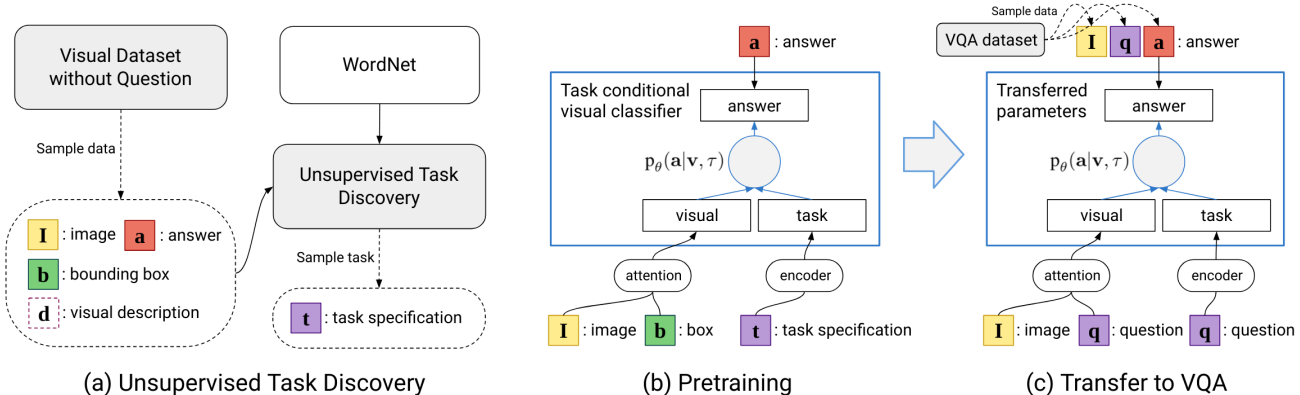 Visual Dataset
without Question
WordNet
Sample data
Unsupervised Task
Discovery
I : image a : answer
b : bounding box
d : visual description
Sample task
t : task specification
(a) Unsupervised Task Discovery
a : answer
Task conditional
visual classifier
answer
p_θ(a|v, τ)
visual
task
attention
encoder
I : image b : box t : task specification
(b) Pretraining
Sample data
VQA dataset
I q a : answer
Transferred
parameters
answer
p_θ(a|v, τ)
visual
task
attention
encoder
I : image q : question q : question
(c) Transfer to VQA